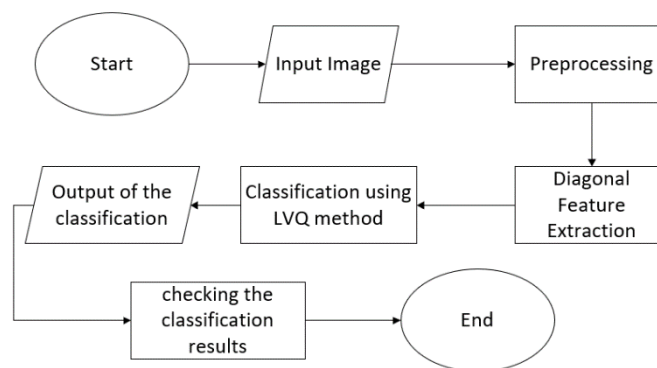 Start
Input Image
Preprocessing
Diagonal
Feature
Extraction
Classification using
LVQ method
Output of the
classification
checking the
classification
results
End